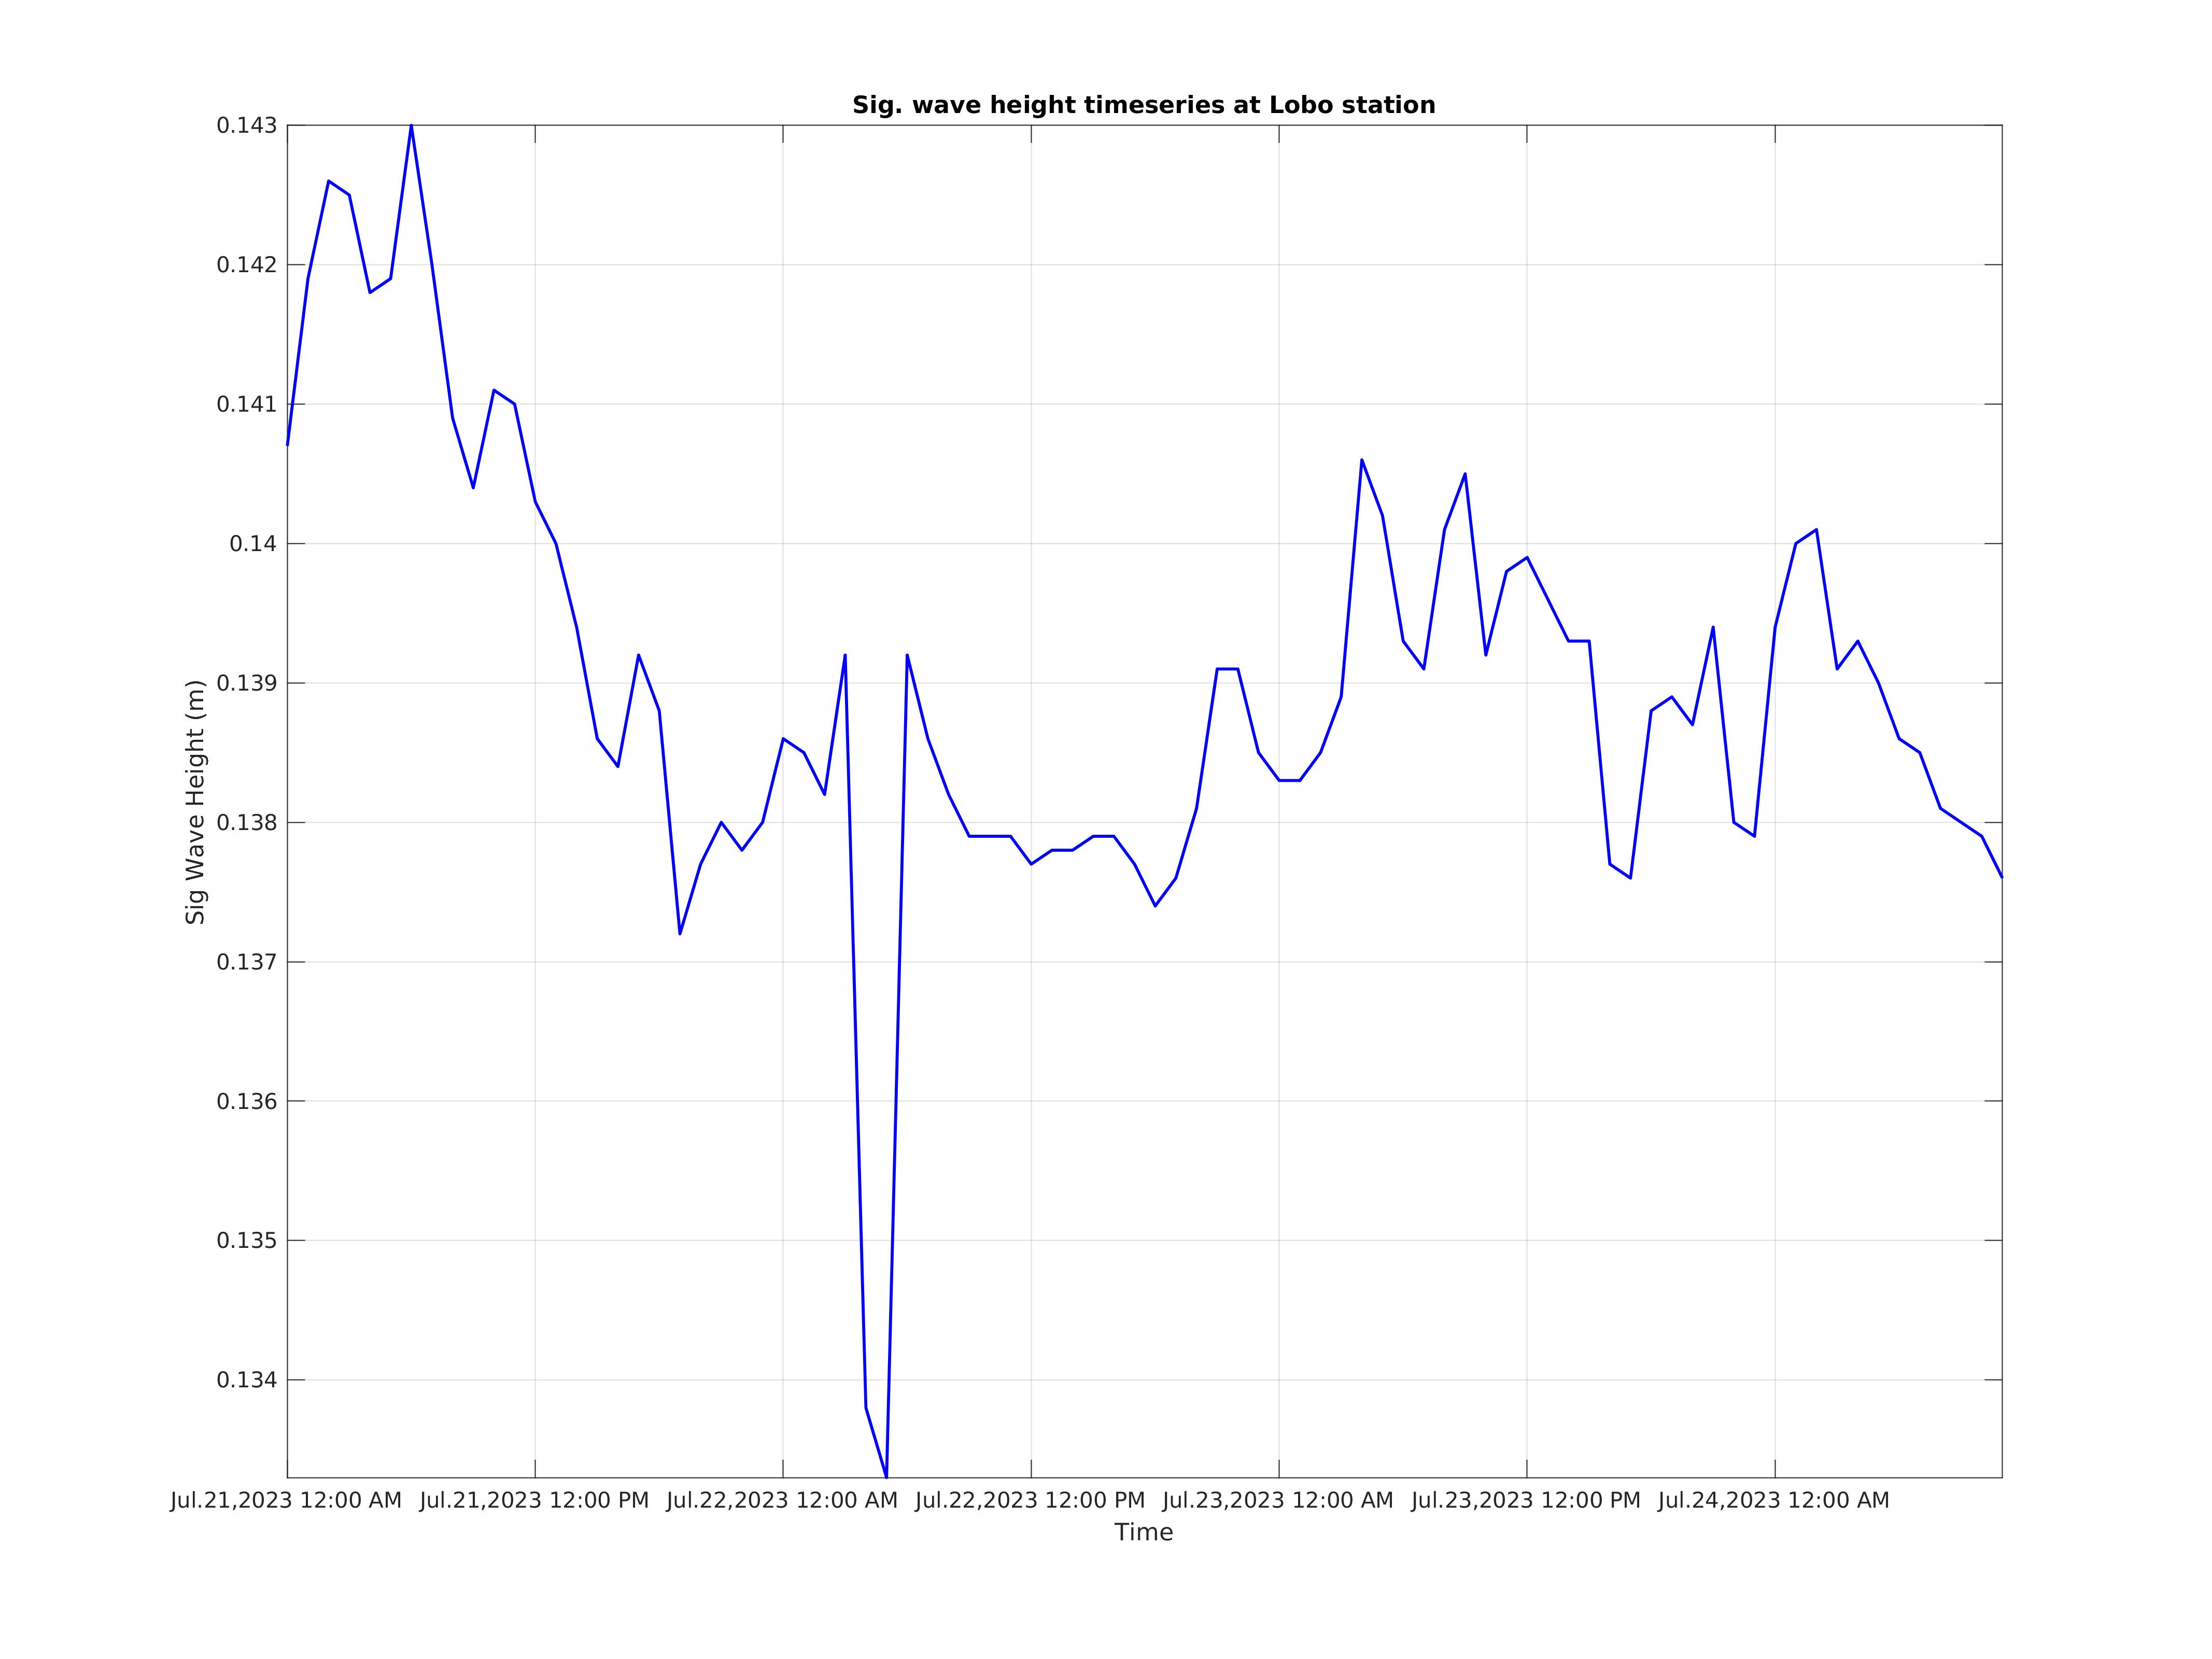 Sig. wave height timeseries at Lobo station
0.143
0.142
0.141
0.14
0.139
0.138
0.137
0.136
0.135
0.134
Sig Wave Height (m)
Jul.21,2023 12:00 AM Jul.21,2023 12:00 PM Jul.22,2023 12:00 AM Jul.22,2023 12:00 PM Jul.23,2023 12:00 AM Jul.23,2023 12:00 PM Jul.24,2023 12:00 AM
Time